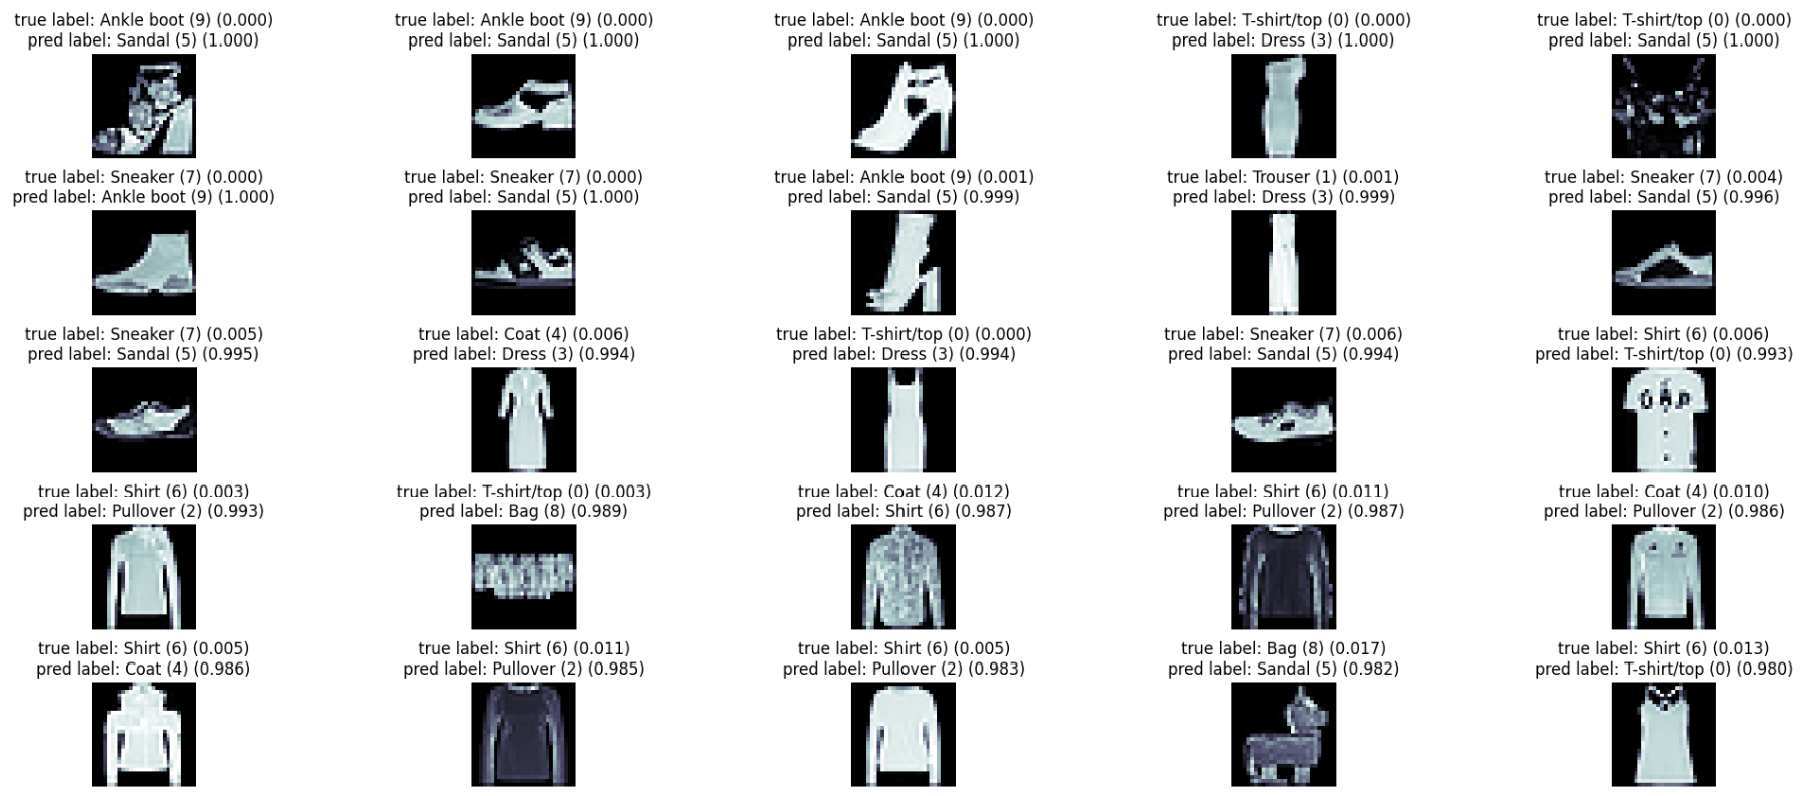 true label: Ankle boot (9) (0.000)
pred label: Sandal (5) (1.000)
true label: Ankle boot (9) (0.000)
pred label: Sandal (5) (1.000)
true label: Ankle boot (9) (0.000)
pred label: Sandal (5) (1.000)
true label: T-shirt/top (0) (0.000)
pred label: Dress (3) (1.000)
true label: T-shirt/top (0) (0.000)
pred label: Sandal (5) (1.000)
true label: Sneaker (7) (0.000)
pred label: Ankle boot (9) (1.000)
true label: Sneaker (7) (0.000)
pred label: Sandal (5) (1.000)
true label: Ankle boot (9) (0.001)
pred label: Sandal (5) (0.999)
true label: Trouser (1) (0.001)
pred label: Dress (3) (0.999)
true label: Sneaker (7) (0.004)
pred label: Sandal (5) (0.996)
true label: Sneaker (7) (0.005)
pred label: Sandal (5) (0.995)
true label: Coat (4) (0.006)
pred label: Dress (3) (0.994)
true label: T-shirt/top (0) (0.000)
pred label: Dress (3) (0.994)
true label: Sneaker (7) (0.006)
pred label: Sandal (5) (0.994)
true label: Shirt (6) (0.006)
pred label: T-shirt/top (0) (0.993)
GAP
true label: Shirt (6) (0.003)
pred label: Pullover (2) (0.993)
true label: T-shirt/top (0) (0.003)
pred label: Bag (8) (0.989)
true label: Coat (4) (0.012)
pred label: Shirt (6) (0.987)
true label: Shirt (6) (0.011)
pred label: Pullover (2) (0.987)
true label: Coat (4) (0.010)
pred label: Pullover (2) (0.986)
true label: Shirt (6) (0.005)
pred label: Coat (4) (0.986)
true label: Shirt (6) (0.011)
pred label: Pullover (2) (0.985)
true label: Shirt (6) (0.005)
pred label: Pullover (2) (0.983)
true label: Bag (8) (0.017)
pred label: Sandal (5) (0.982)
true label: Shirt (6) (0.013)
pred label: T-shirt/top (0) (0.980)